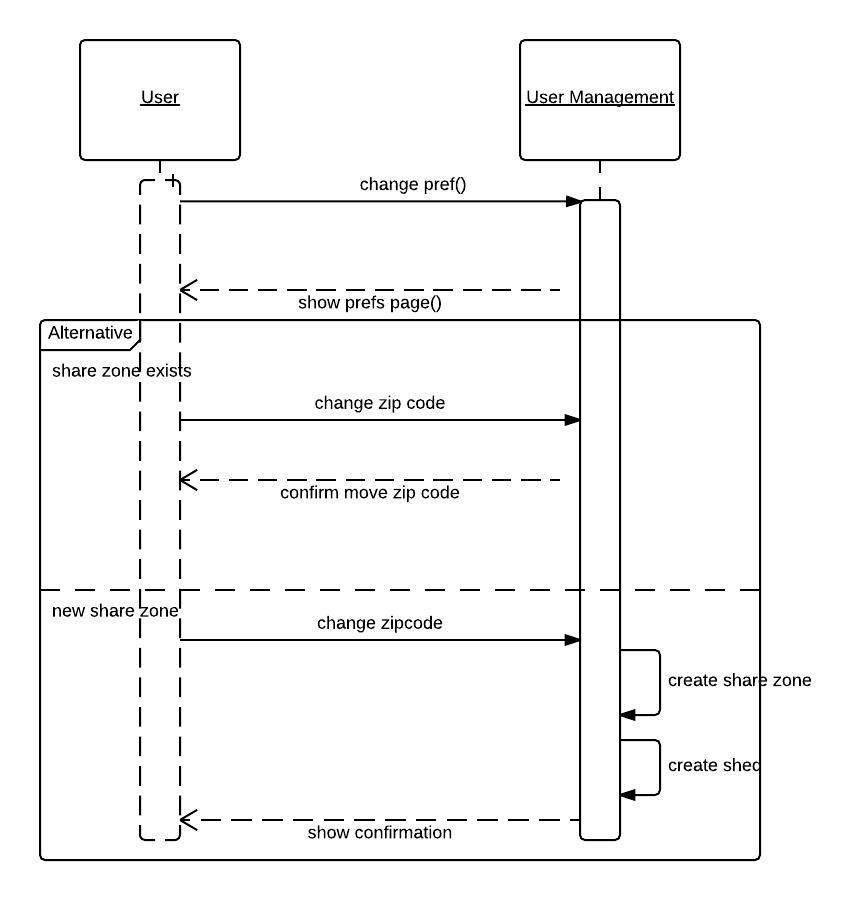 User
User Management
change pref()
show prefs page()
Alternative
share zone exists
change zip code
confirm move zip code
new share zone
change zipcode
create share zone
create shed
show confirmation